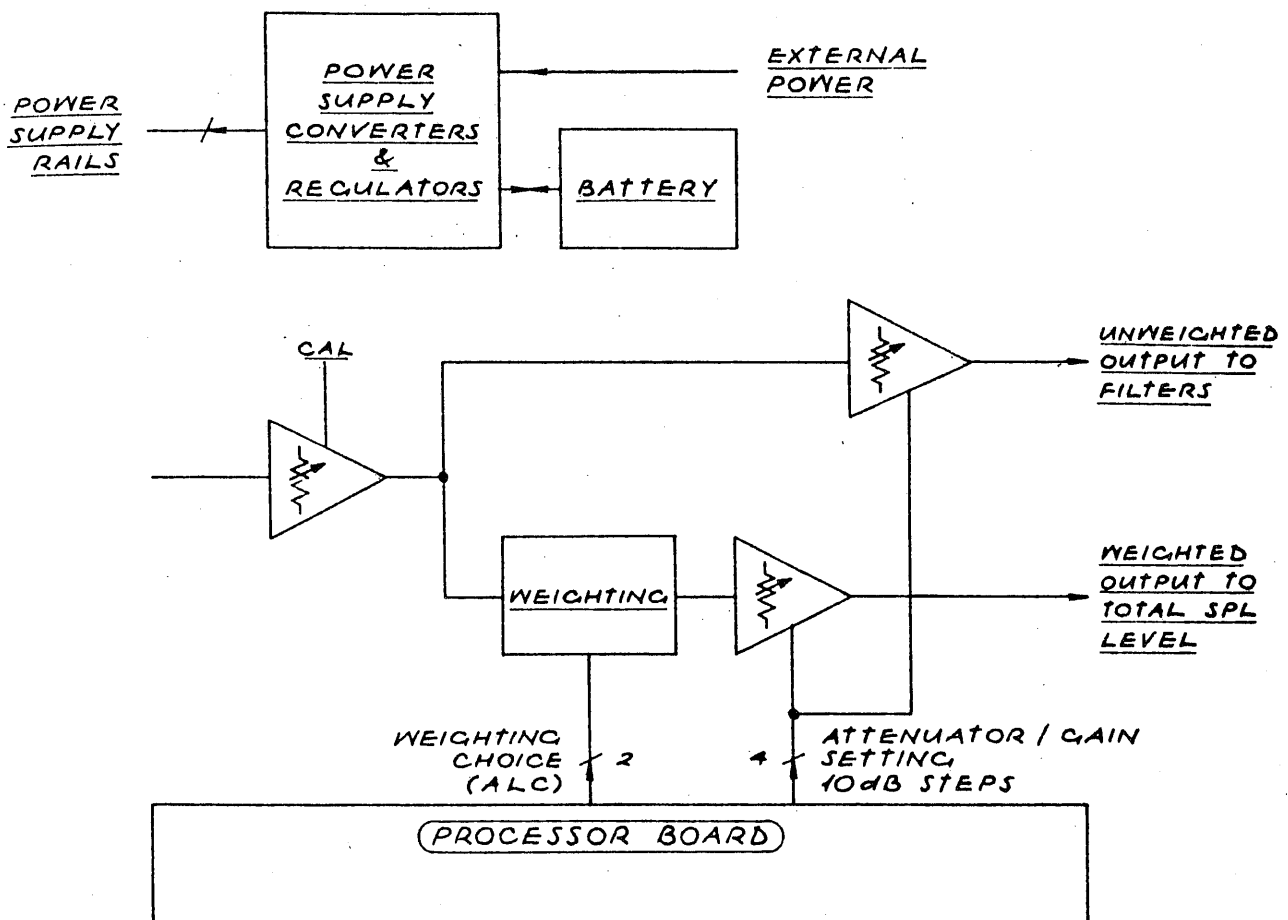 POWER
SUPPLY
RAILS
POWER
SUPPLY
CONVERTERS
&
REGULATORS
EXTERNAL
POWER
BATTERY
CAL
UNWEIGHTED
OUTPUT TO
FILTERS
WEIGHTING
WEIGHTED
OUTPUT TO
TOTAL SPL
LEVEL
WEIGHTING
CHOICE
(ALC)
2
4
ATTENUATOR / GAIN
SETTING
10dB STEPS
PROCESSOR BOARD